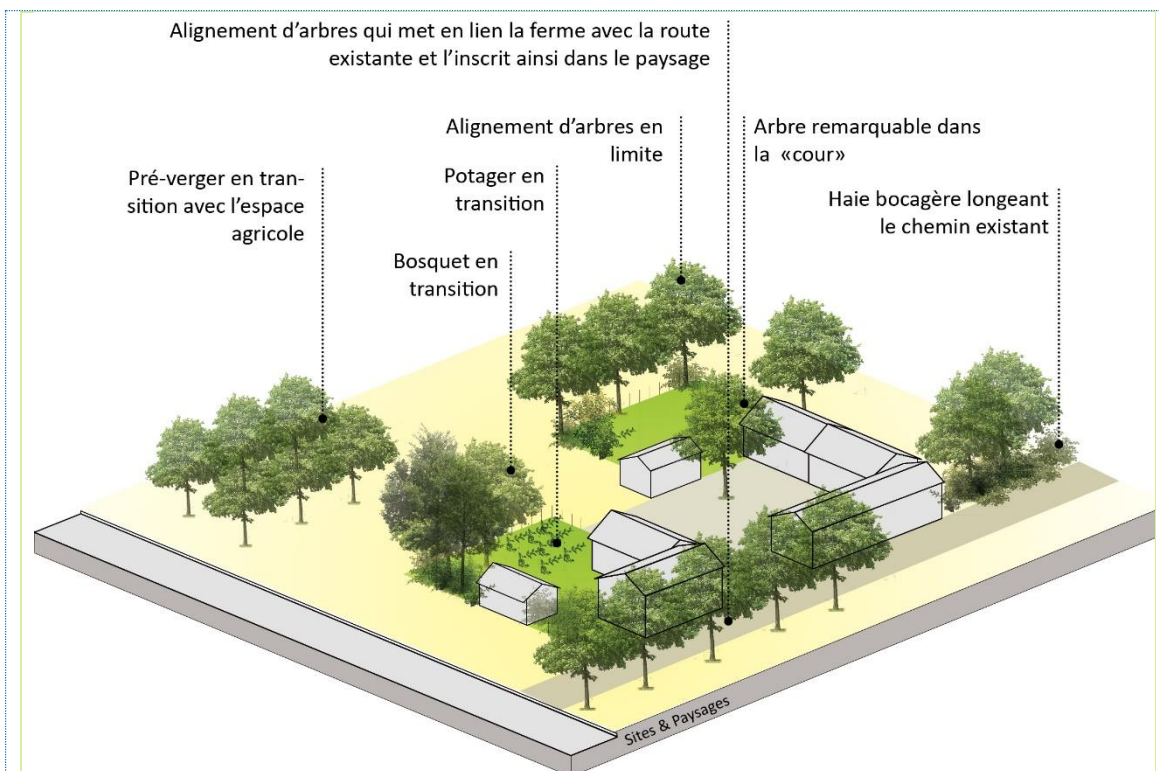 Alignement d’arbres qui met en lien la ferme avec la route
existante et l’inscrit ainsi dans le paysage
Alignement d’arbres en
limite
Arbre remarquable dans
la «cour»
Pré-verger en tran-
sition avec l’espace
agricole
Potager en
transition
Haie bocagère longeant
le chemin existant
Bosquet en
transition
Sites & Paysages